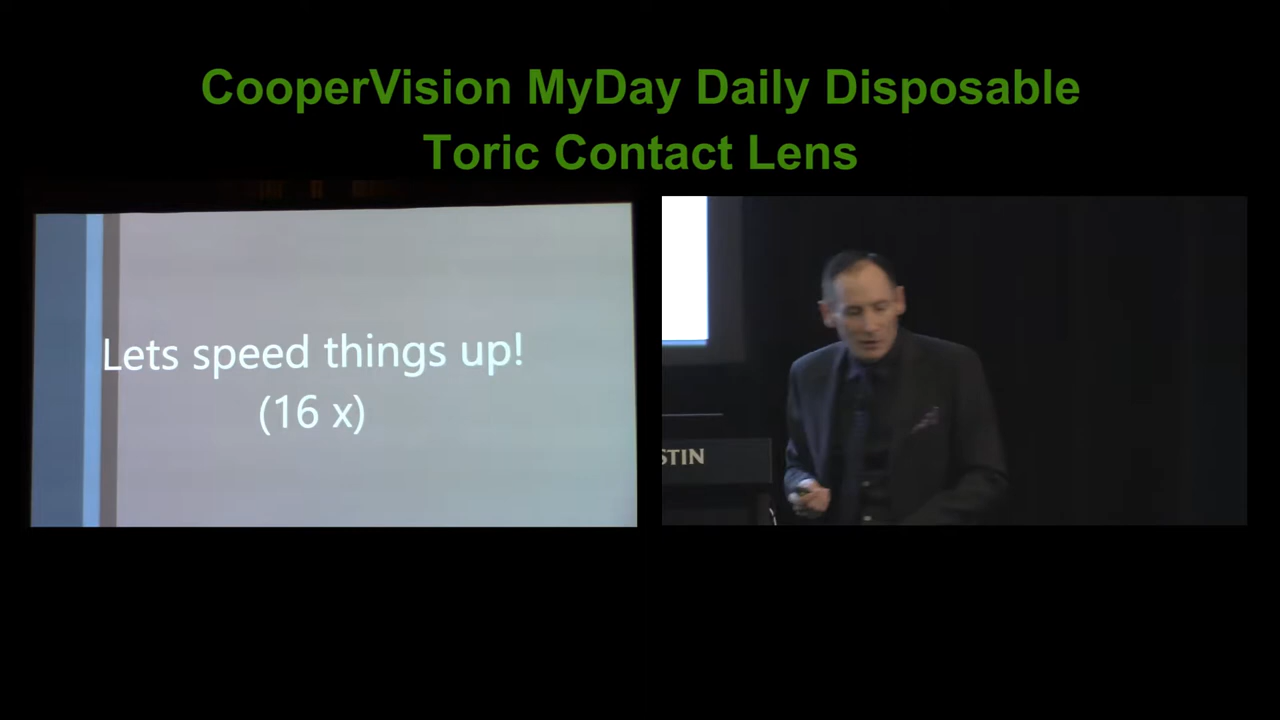 CooperVision MyDay Daily Disposable
Toric Contact Lens
Lets speed things up!
(16 x)
STIN